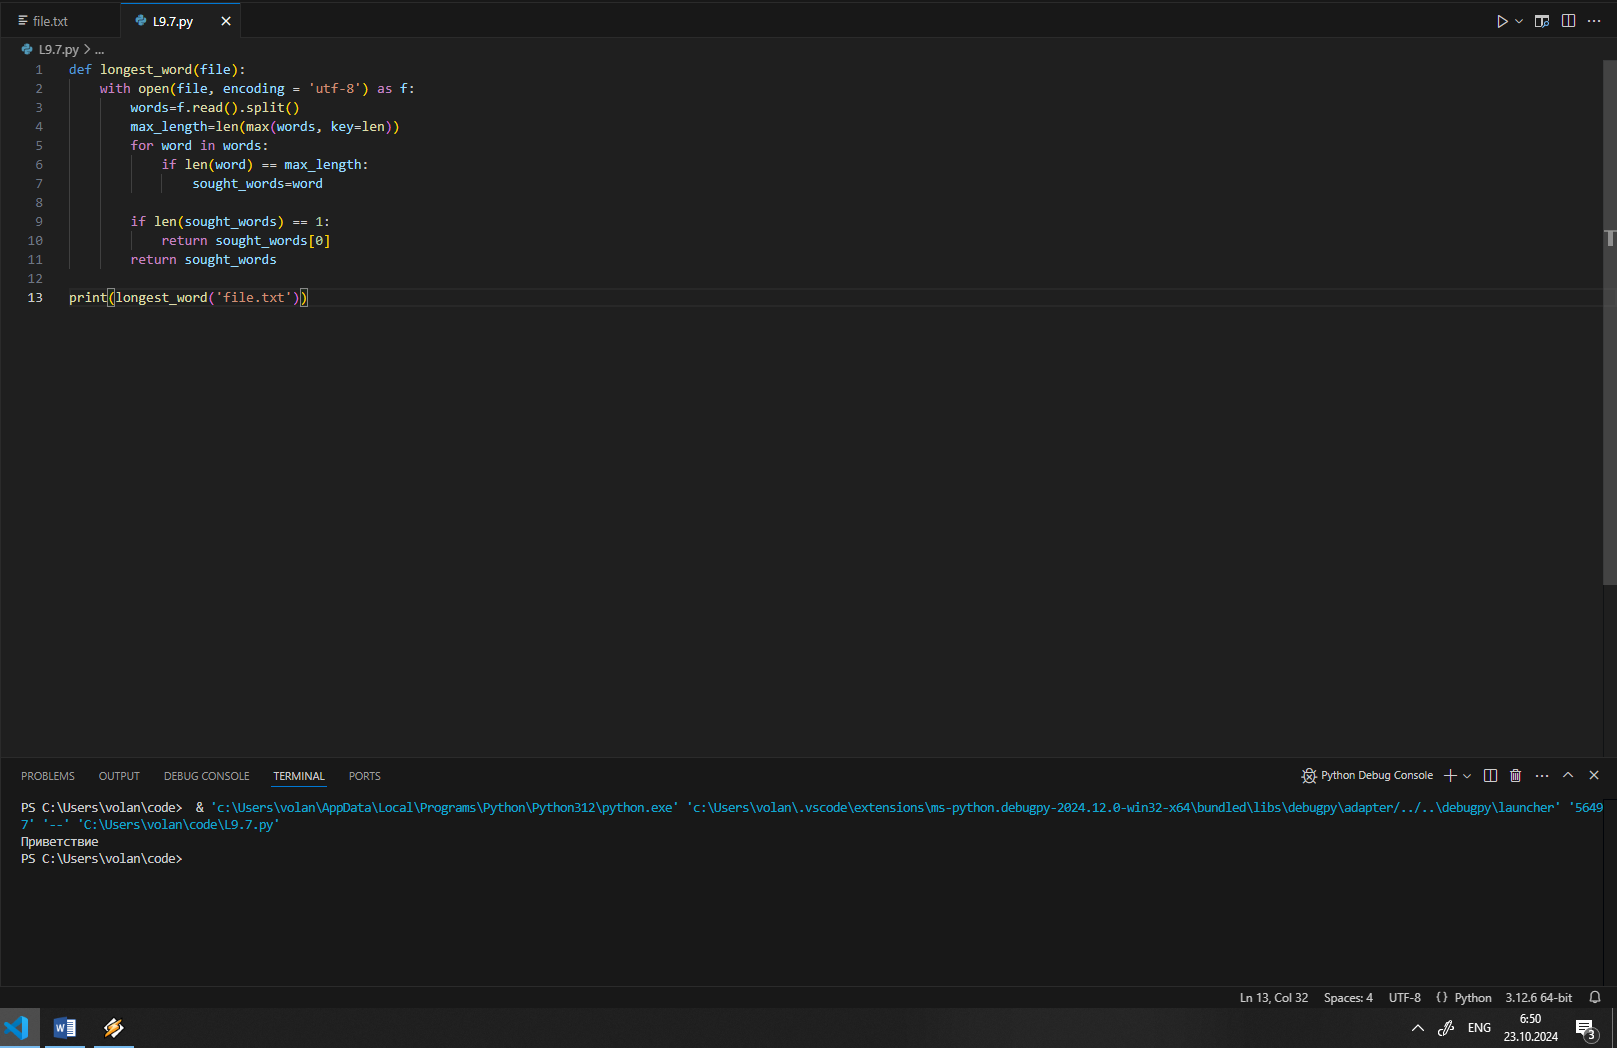 file.txt
L9.7.py
L9.7.py > ...
1 def longest_word(file):
2     with open(file, encoding = 'utf-8') as f:
3         words=f.read().split()
4         max_length=len(max(words, key=len))
5         for word in words:
6             if len(word) == max_length:
7                 sought_words=word
8
9         if len(sought_words) == 1:
10             return sought_words[0]
11         return sought_words
12
13 print(longest_word('file.txt'))
PROBLEMS OUTPUT DEBUG CONSOLE TERMINAL PORTS
Python Debug Console
PS C:\Users\volan\code>  & 'c:\Users\volan\AppData\Local\Programs\Python\Python312\python.exe' 'c:\Users\volan\.vscode\extensions\ms-python.debugpy-2024.12.0-win32-x64\bundled\libs\debugpy\adapter/../..\debugpy\launcher' '5649
7' '--' 'C:\Users\volan\code\L9.7.py'
Приветствие
PS C:\Users\volan\code>
Ln 13, Col 32 Spaces: 4 UTF-8 {} Python 3.12.6 64-bit
W
ENG
6:50
23.10.2024
3